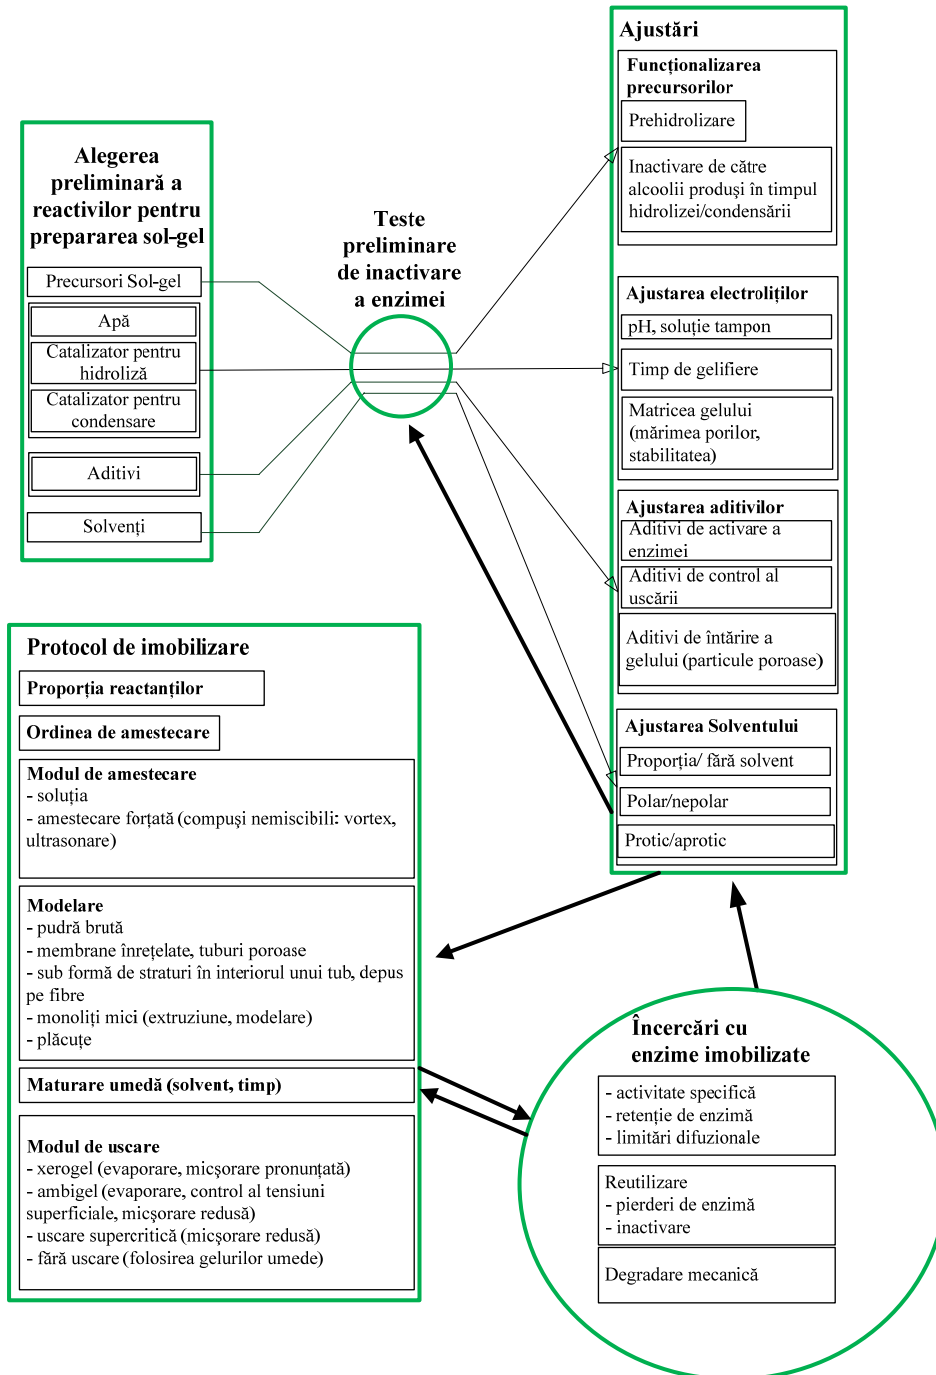 Alegerea
preliminară a
reactivilor pentru
prepararea sol-gel
Precursori Sol-gel
Apă
Catalizator pentru
hidroliză
Catalizator pentru
condensare
Aditivi
Solvenți
Teste
preliminare
de inactivare
a enzimei
Ajustări
Funcționalizarea
precursorilor
Prehidrolizare
Inactivare de către
alcoolii produși în timpul
hidrolizei/condensării
Ajustarea electroliților
pH, soluție tampon
Timp de gelifiere
Matricea gelului
(mărimea porilor,
stabilitatea)
Ajustarea aditivilor
Aditivi de activare a
enzimei
Aditivi de control al
uscării
Aditivi de întărire a
gelului (particule poroase)
Ajustarea Solventului
Proporția/ fără solvent
Polar/nepolar
Protic/aprotic
Protocol de imobilizare
Proporția reactanților
Ordinea de amestecare
Modul de amestecare
- soluția
- amestecare forțată (compuși nemiscibili: vortex,
ultrasonare)
Modelare
- pudră brută
- membrane înrețelate, tuburi poroase
- sub formă de straturi în interiorul unui tub, depus
pe fibre
- monoliți mici (extruziune, modelare)
- plăcuțe
Maturare umedă (solvent, timp)
Modul de uscare
- xerogel (evaporare, micșorare pronunțată)
- ambigel (evaporare, control al tensiuni
superficiale, micșorare redusă)
- uscare supercritică (micșorare redusă)
- fără uscare (folosirea gelurilor umede)
Încercări cu
enzime imobilizate
- activitate specifică
- retenție de enzimă
- limitări difuzionale
Reutilizare
- pierderi de enzimă
- inactivare
Degradare mecanică